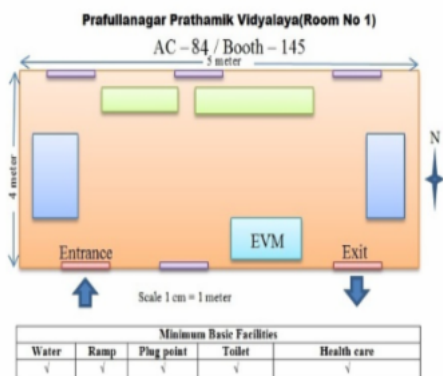 Prafullanagar Prathamik Vidyalaya(Room No 1)
AC – 84 / Booth – 145
5 meter
4 meter
N
EVM
Entrance
Exit
Scale 1 cm = 1 meter
Minimum Basic Facilities
Water Ramp Plug point Toilet Health care
√ √ √ √ √